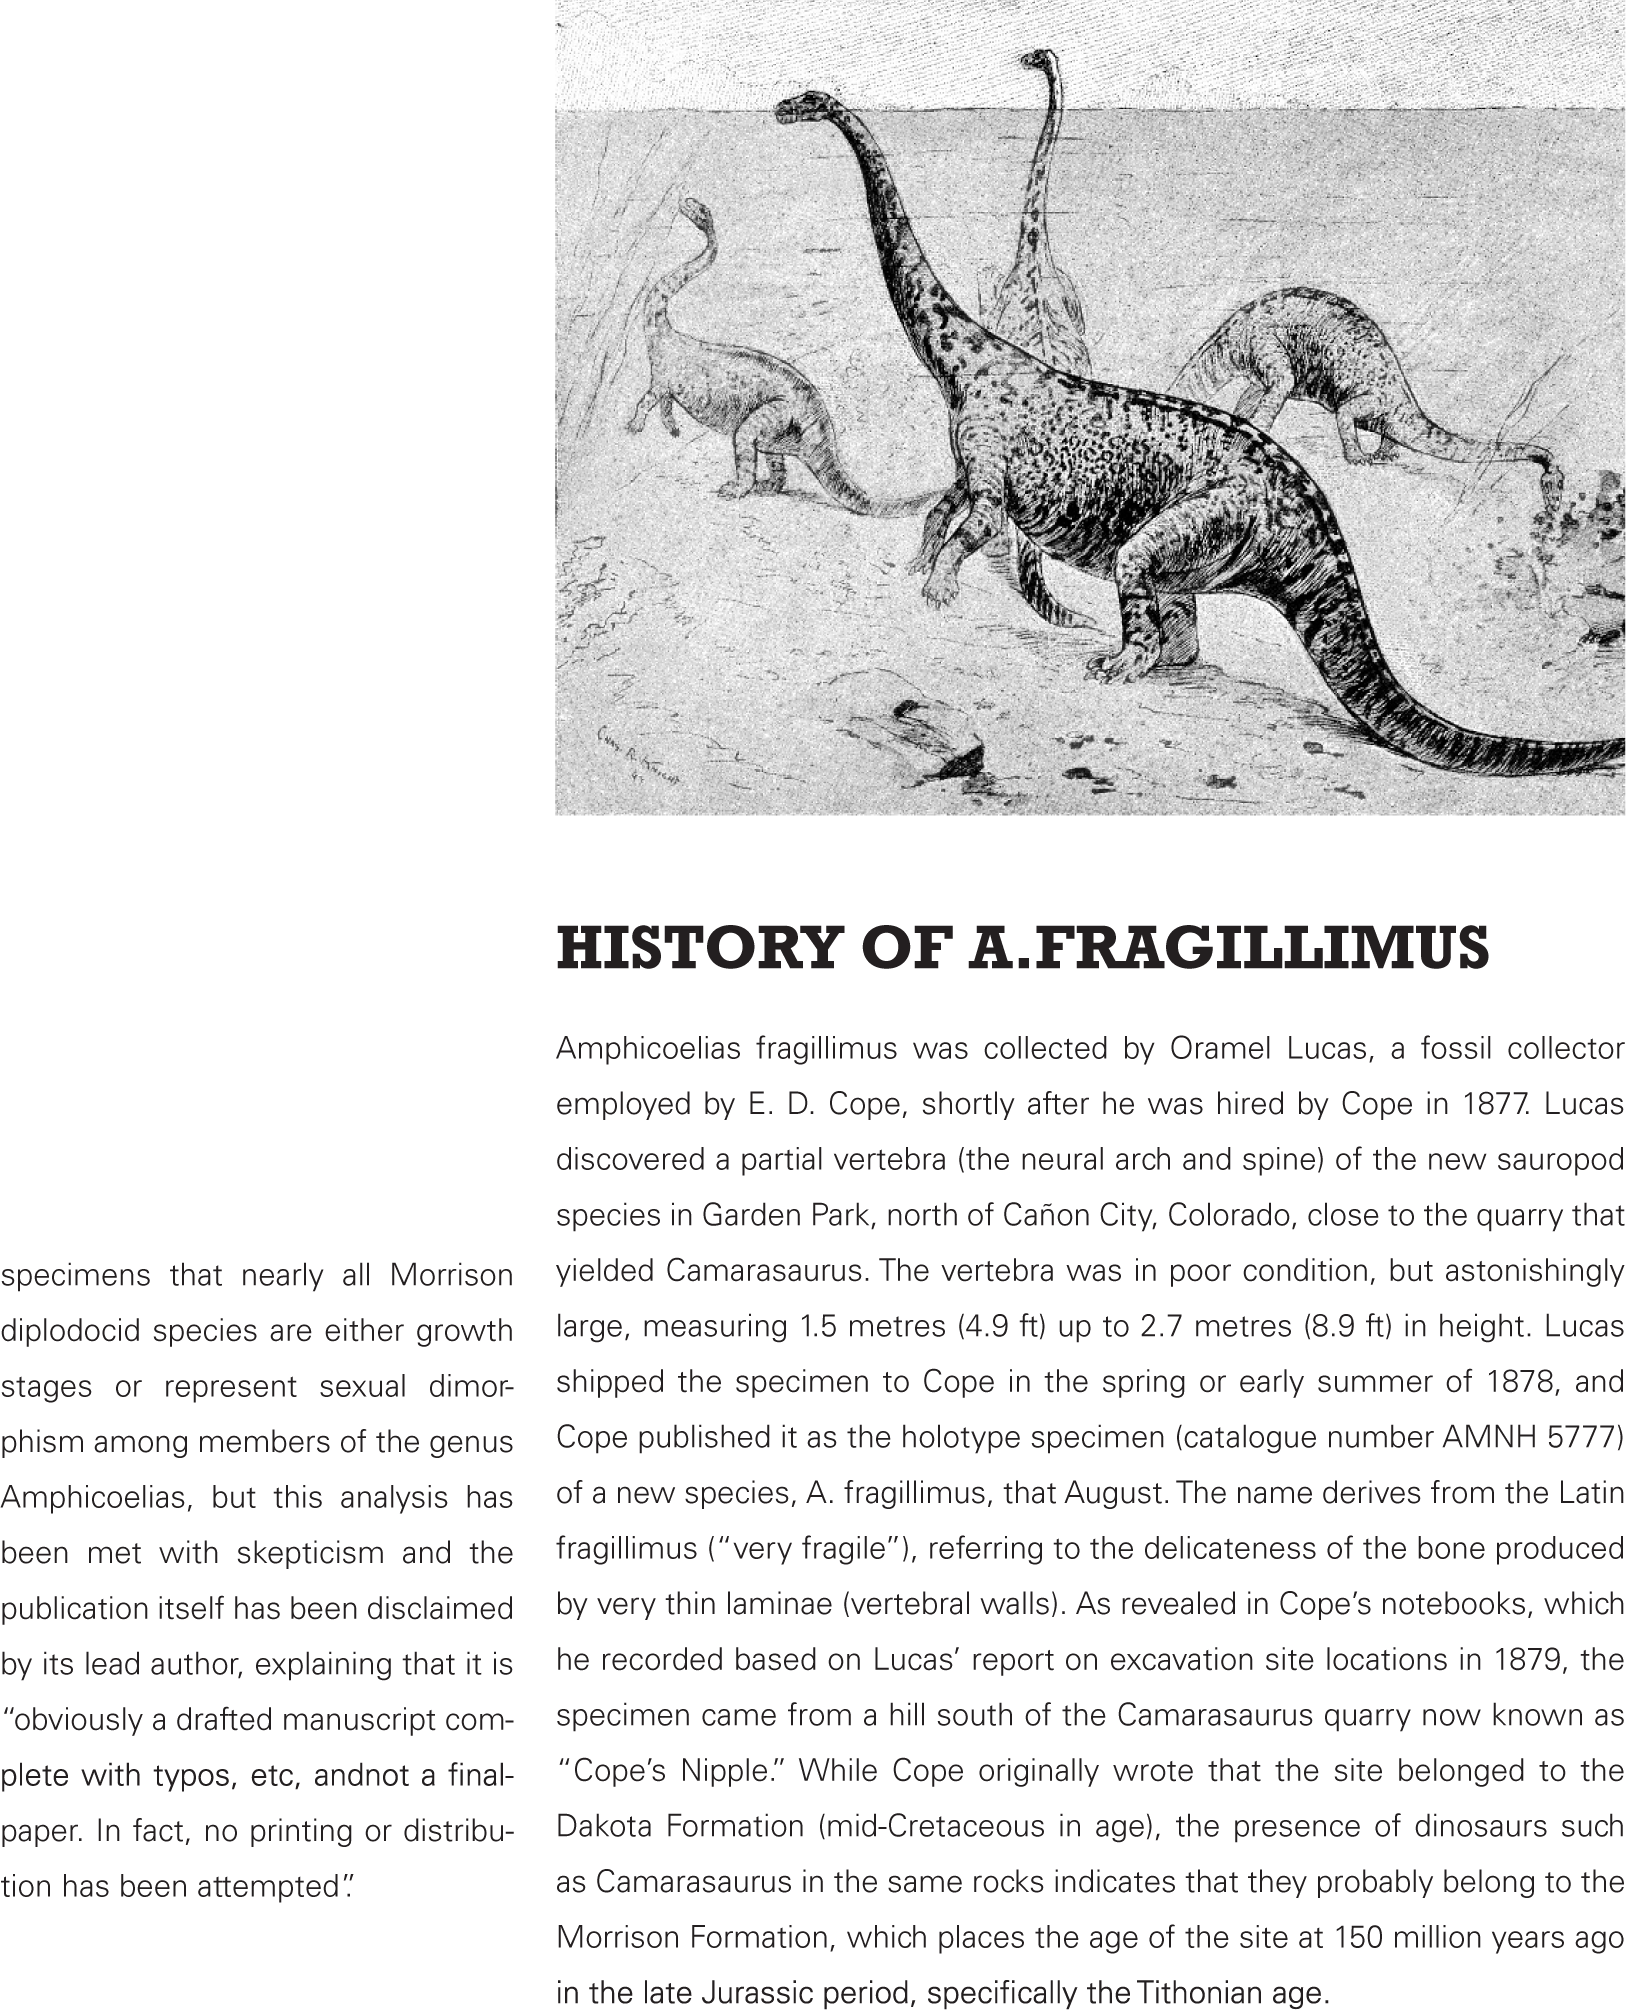 specimens that nearly all Morrison
diplodocid species are either growth
stages or represent sexual dimor-
phism among members of the genus
Amphicoelias, but this analysis has
been met with skepticism and the
publication itself has been disclaimed
by its lead author, explaining that it is
“obviously a drafted manuscript com-
plete with typos, etc, andnot a final-
paper. In fact, no printing or distribu-
tion has been attempted”.
Chas. R. Knight
97
HISTORY OF A.FRAGILLIMUS
Amphicoelias fragillimus was collected by Oramel Lucas, a fossil collector
employed by E. D. Cope, shortly after he was hired by Cope in 1877. Lucas
discovered a partial vertebra (the neural arch and spine) of the new sauropod
species in Garden Park, north of Cañon City, Colorado, close to the quarry that
yielded Camarasaurus. The vertebra was in poor condition, but astonishingly
large, measuring 1.5 metres (4.9 ft) up to 2.7 metres (8.9 ft) in height. Lucas
shipped the specimen to Cope in the spring or early summer of 1878, and
Cope published it as the holotype specimen (catalogue number AMNH 5777)
of a new species, A. fragillimus, that August. The name derives from the Latin
fragillimus (“very fragile”), referring to the delicateness of the bone produced
by very thin laminae (vertebral walls). As revealed in Cope’s notebooks, which
he recorded based on Lucas’ report on excavation site locations in 1879, the
specimen came from a hill south of the Camarasaurus quarry now known as
“Cope’s Nipple.” While Cope originally wrote that the site belonged to the
Dakota Formation (mid-Cretaceous in age), the presence of dinosaurs such
as Camarasaurus in the same rocks indicates that they probably belong to the
Morrison Formation, which places the age of the site at 150 million years ago
in the late Jurassic period, specifically the Tithonian age.